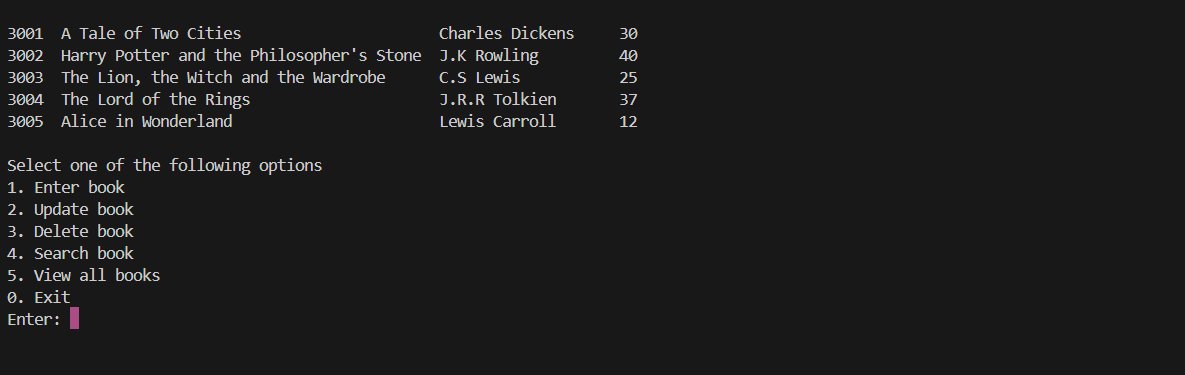 3001  A Tale of Two Cities                      Charles Dickens     30
3002  Harry Potter and the Philosopher's Stone  J.K Rowling         40
3003  The Lion, the Witch and the Wardrobe      C.S Lewis           25
3004  The Lord of the Rings                     J.R.R Tolkien       37
3005  Alice in Wonderland                       Lewis Carroll       12
Select one of the following options
1. Enter book
2. Update book
3. Delete book
4. Search book
5. View all books
0. Exit
Enter: